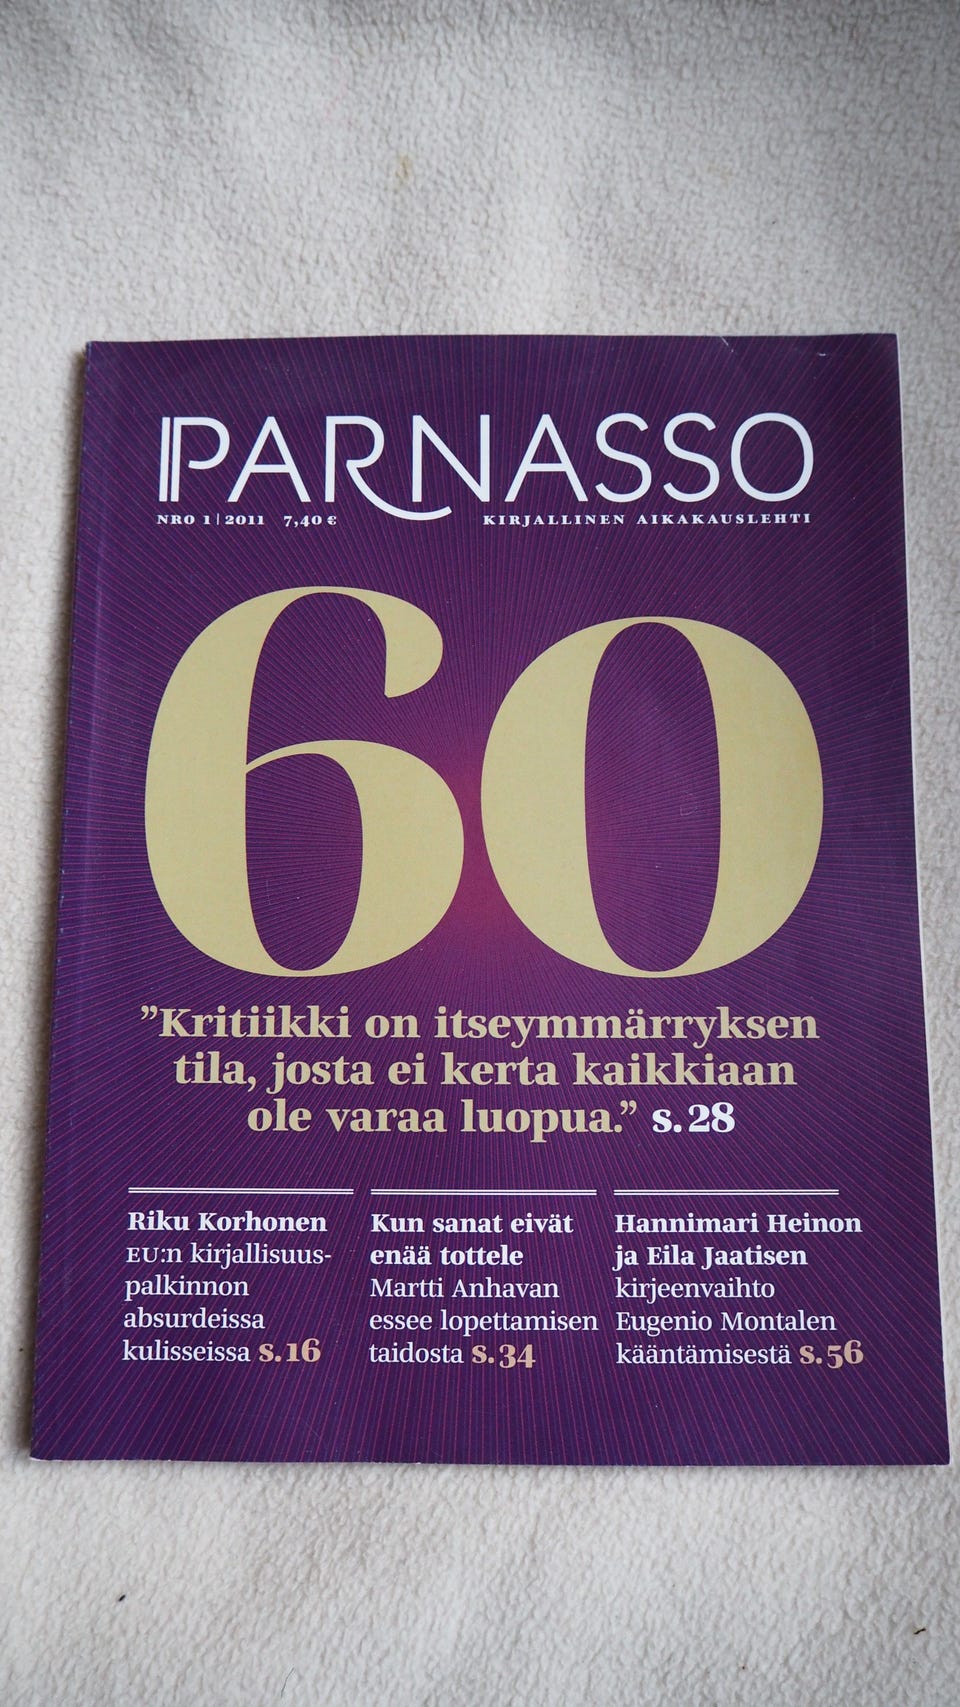 PARNASSO
NRO 1 | 2011 7,40 €
KIRJALLINEN AIKAKAUSLEHTI
60
”Kritiikki on itseymmärryksen
tila, josta ei kerta kaikkiaan
ole varaa luopua.” s.28
Riku Korhonen
EU:n kirjallisuus-
palkinnon
absurdeissa
kulisseissa s.16
Kun sanat eivät
enää tottele
Martti Anhavan
essee lopettamisen
taidosta s.34
Hannimari Heinon
ja Eila Jaatisen
kirjeenvaihto
Eugenio Montalen
kääntämisestä s.56